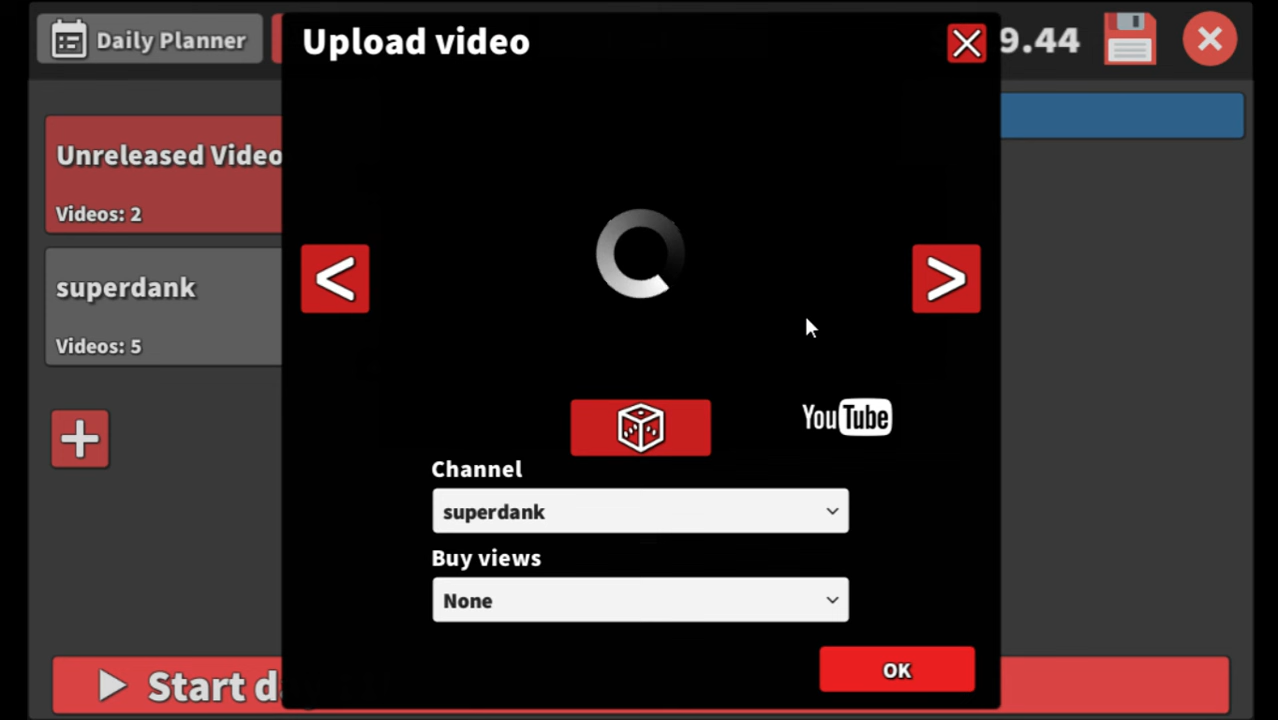 Daily Planner
Upload video
9.44
Unreleased Video
Videos: 2
superdank
Videos: 5
YouTube
Channel
superdank
Buy views
None
OK
Start d